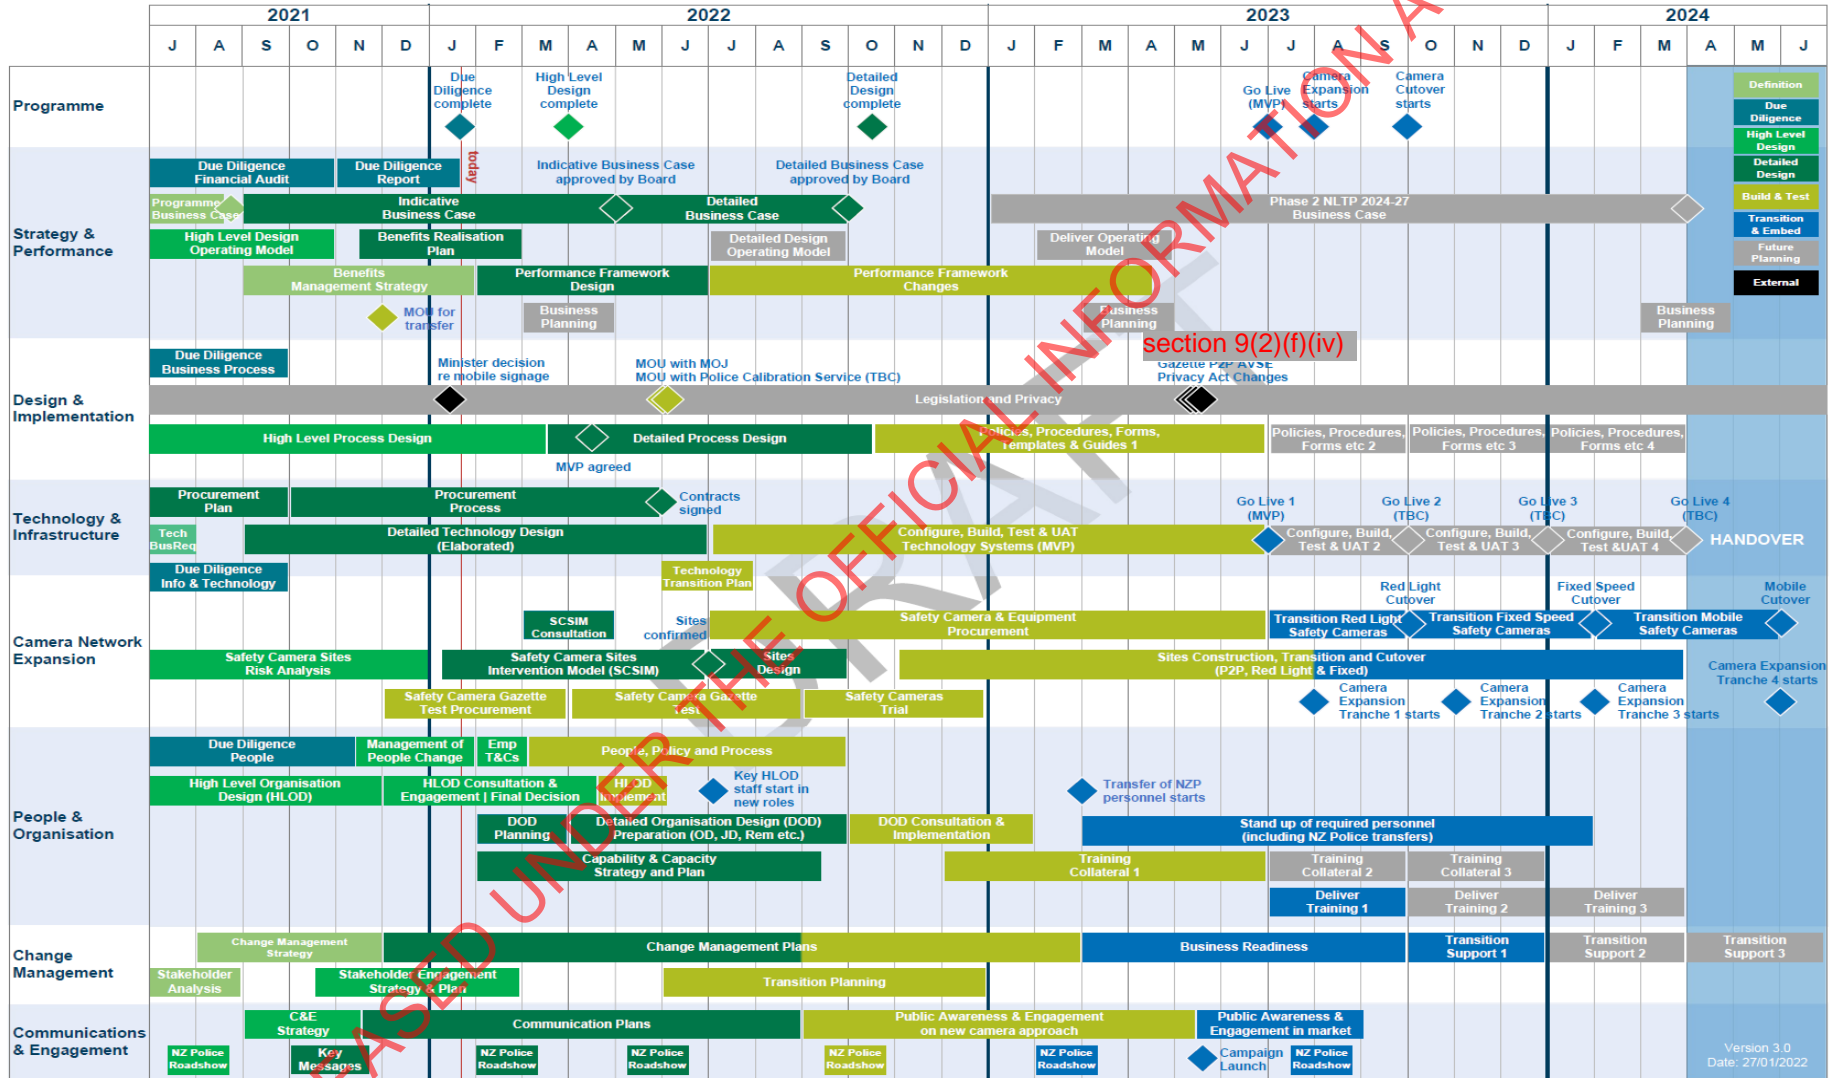 2021
2022
2023
2024
J A S O N D J F M A M J J A S O N D J F M A M J J A S O N D J F M A M J
Programme
Due
Diligence
complete
High Level
Design
complete
Detailed
Design
complete
Go Live
(MVP)
Camera
Expansion
starts
Camera
Cutover
starts
Definition
Due
Diligence
High Level
Design
Detailed
Design
Build & Test
Transition
& Embed
Future
Planning
External
Strategy &
Performance
Due Diligence
Financial Audit
Due Diligence
Report
today
Indicative Business Case
approved by Board
Detailed Business Case
approved by Board
Programme
Business Case
Indicative
Business Case
Detailed
Business Case
Phase 2 NLTP 2024-27
Business Case
High Level Design
Operating Model
Benefits Realisation
Plan
Detailed Design
Operating Model
Deliver Operating
Model
Benefits
Management Strategy
Performance Framework
Design
Performance Framework
Changes
MOU for
transfer
Business
Planning
Business
Planning
Business
Planning
section 9(2)(f)(iv)
Design &
Implementation
Due Diligence
Business Process
Minister decision
re mobile signage
MOU with MOJ
MOU with Police Calibration Service (TBC)
Gazette P2P AVSE
Privacy Act Changes
Legislation and Privacy
High Level Process Design
Detailed Process Design
MVP agreed
Policies, Procedures, Forms,
Templates & Guides 1
Policies, Procedures,
Forms etc 2
Policies, Procedures,
Forms etc 3
Policies, Procedures,
Forms etc 4
Technology &
Infrastructure
Procurement
Plan
Procurement
Process
Contracts
signed
Go Live 1
(MVP)
Go Live 2
(TBC)
Go Live 3
(TBC)
Go Live 4
(TBC)
Tech
BusReq
Detailed Technology Design
(Elaborated)
Configure, Build, Test & UAT
Technology Systems (MVP)
Configure, Build,
Test & UAT 2
Configure, Build,
Test & UAT 3
Configure, Build,
Test &UAT 4
HANDOVER
Due Diligence
Info & Technology
Technology
Transition Plan
Camera Network
Expansion
SCSIM
Consultation
Sites
confirmed
Safety Camera & Equipment
Procurement
Red Light
Cutover
Fixed Speed
Cutover
Mobile
Cutover
Transition Red Light
Safety Cameras
Transition Fixed Speed
Safety Cameras
Transition Mobile
Safety Cameras
Safety Camera Sites
Risk Analysis
Safety Camera Sites
Intervention Model (SCSIM)
Sites
Design
Sites Construction, Transition and Cutover
(P2P, Red Light & Fixed)
Safety Camera Gazette
Test Procurement
Safety Camera Gazette
Test
Safety Cameras
Trial
Camera
Expansion
Tranche 1 starts
Camera
Expansion
Tranche 2 starts
Camera
Expansion
Tranche 3 starts
Camera Expansion
Tranche 4 starts
People &
Organisation
Due Diligence
People
Management of
People Change
Emp
T&Cs
People, Policy and Process
High Level Organisation
Design (HLOD)
HLOD Consultation &
Engagement | Final Decision
HLOD
Implement
Key HLOD
staff start in
new roles
Transfer of NZP
personnel starts
DOD
Planning
Detailed Organisation Design (DOD)
Preparation (OD, JD, Rem etc.)
DOD Consultation &
Implementation
Stand up of required personnel
(including NZ Police transfers)
Capability & Capacity
Strategy and Plan
Training
Collateral 1
Training
Collateral 2
Training
Collateral 3
Deliver
Training 1
Deliver
Training 2
Deliver
Training 3
Change
Management
Change Management
Strategy
Change Management Plans
Business Readiness
Transition
Support 1
Transition
Support 2
Transition
Support 3
Stakeholder
Analysis
Stakeholder Engagement
Strategy & Plan
Transition Planning
Communications
& Engagement
C&E
Strategy
Communication Plans
Public Awareness & Engagement
on new camera approach
Public Awareness &
Engagement in market
NZ Police
Roadshow
Key
Messages
NZ Police
Roadshow
NZ Police
Roadshow
NZ Police
Roadshow
NZ Police
Roadshow
Campaign
Launch
NZ Police
Roadshow
Version 3.0
Date: 27/01/2022
DRAFT
UNDER THE OFFICIAL INFORMATION